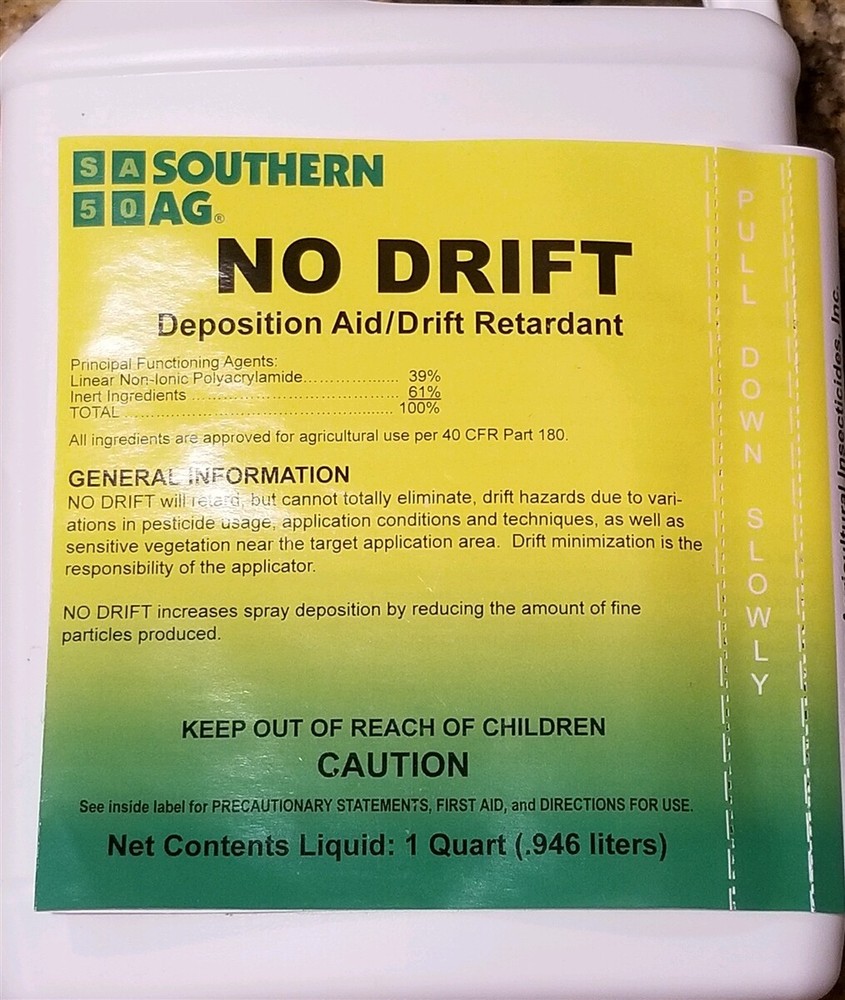 SA SOUTHERN
50 AG®
NO DRIFT
Deposition Aid/Drift Retardant
Principal Functioning Agents:
Linear Non-Ionic Polyacrylamide.................. 39%
Inert Ingredients ........................................ 61%
TOTAL .................................................. 100%
All ingredients are approved for agricultural use per 40 CFR Part 180.
GENERAL INFORMATION
NO DRIFT will retard, but cannot totally eliminate, drift hazards due to vari-
ations in pesticide usage, application conditions and techniques, as well as
sensitive vegetation near the target application area. Drift minimization is the
responsibility of the applicator.
NO DRIFT increases spray deposition by reducing the amount of fine
particles produced.
KEEP OUT OF REACH OF CHILDREN
CAUTION
See inside label for PRECAUTIONARY STATEMENTS, FIRST AID, and DIRECTIONS FOR USE.
Net Contents Liquid: 1 Quart (.946 liters)
PULL DOWN SLOWLY
Insecticides, Inc.